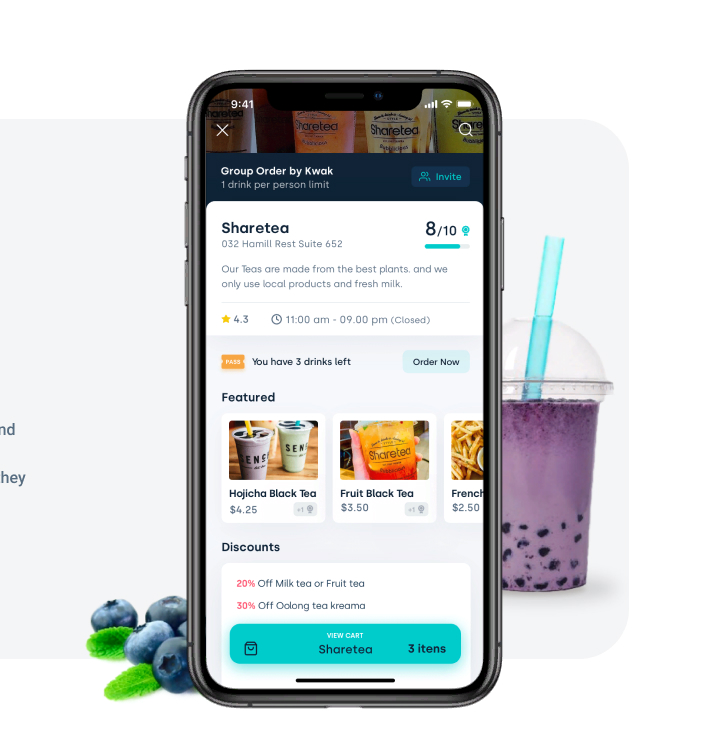 9:41
Sharetea
Sharetea
Group Order by Kwak
1 drink per person limit
Invite
Sharetea
8/10
032 Hamill Rest Suite 652
Our Teas are made from the best plants. and we
only use local products and fresh milk.
4.3
11:00 am - 09.00 pm (Closed)
PASS
You have 3 drinks left
Order Now
Featured
SENS
SENS
Sharetea
Hojicha Black Tea
Fruit Black Tea
French
$4.25
+1
$3.50
+1
$2.50
nd
hey
Discounts
20% Off Milk tea or Fruit tea
30% Off Oolong tea kreama
VIEW CART
Sharetea
3 itens